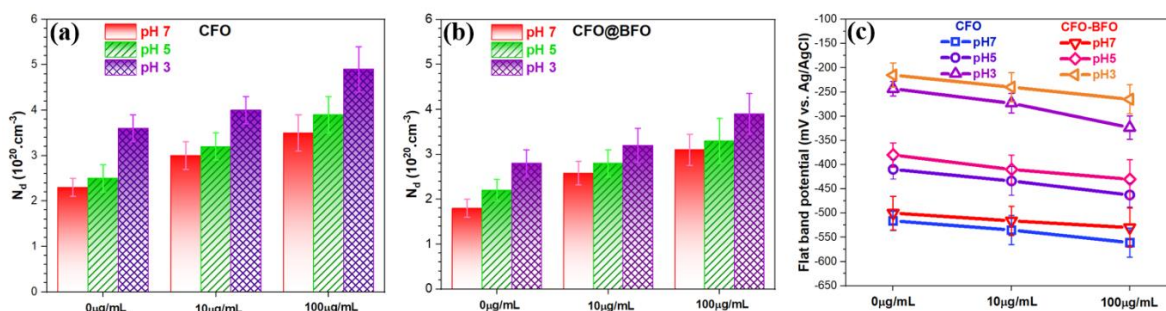 (a)
pH 7
pH 5
pH 3
CFO
N_d (10^20.cm^-3)
6
5
4
3
2
1
0
0µg/mL
10µg/mL
100µg/mL
(b)
pH 7
pH 5
pH 3
CFO@BFO
N_d (10^20.cm^-3)
6
5
4
3
2
1
0
0µg/mL
10µg/mL
100µg/mL
(c)
CFO
pH7
pH5
pH3
CFO-BFO
pH7
pH5
pH3
Flat band potential (mV vs. Ag/AgCl)
-100
-150
-200
-250
-300
-350
-400
-450
-500
-550
-600
-650
0µg/mL
10µg/mL
100µg/mL